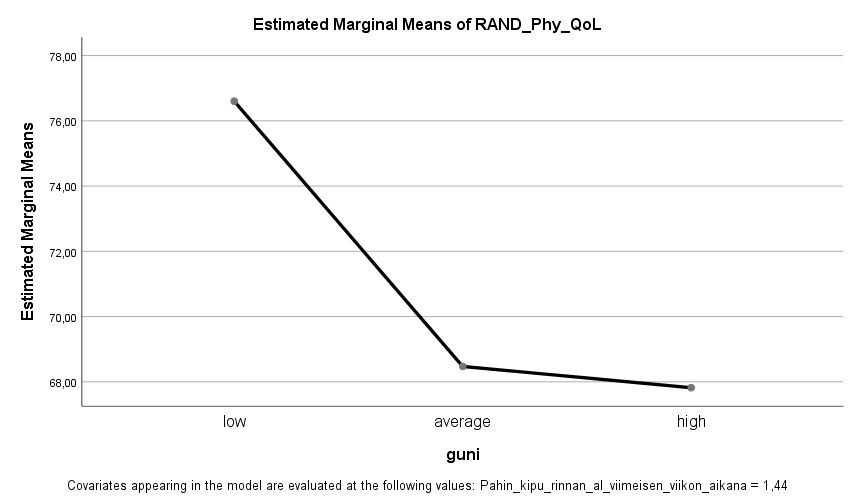 Estimated Marginal Means of RAND_Phy_QoL
Estimated Marginal Means
78,00
76,00
74,00
72,00
70,00
68,00
low average high
guni
Covariates appearing in the model are evaluated at the following values: Pahin_kipu_rinnan_al_viimeisen_viikon_aikana = 1,44